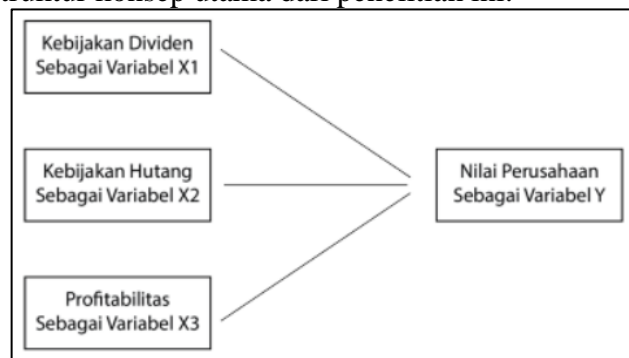 Kebijakan Dividen
Sebagai Variabel X1
Kebijakan Hutang
Sebagai Variabel X2
Nilai Perusahaan
Sebagai Variabel Y
Profitabilitas
Sebagai Variabel X3